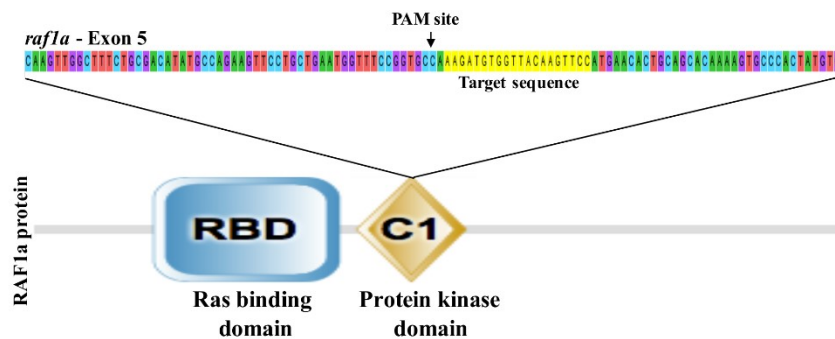 raf1a - Exon 5
PAM site
CAAGTTGGCTTTCTGCGACATATGCCAGAAGTTCCTGCTGAATGGTTTCCGGTGCCAAAGATGTGGTTACAAGTTCCATGAACACTGCAGCACAAAAGTGCCCACTATGT
Target sequence
RAF1a protein
RBD
C1
Ras binding
domain
Protein kinase
domain